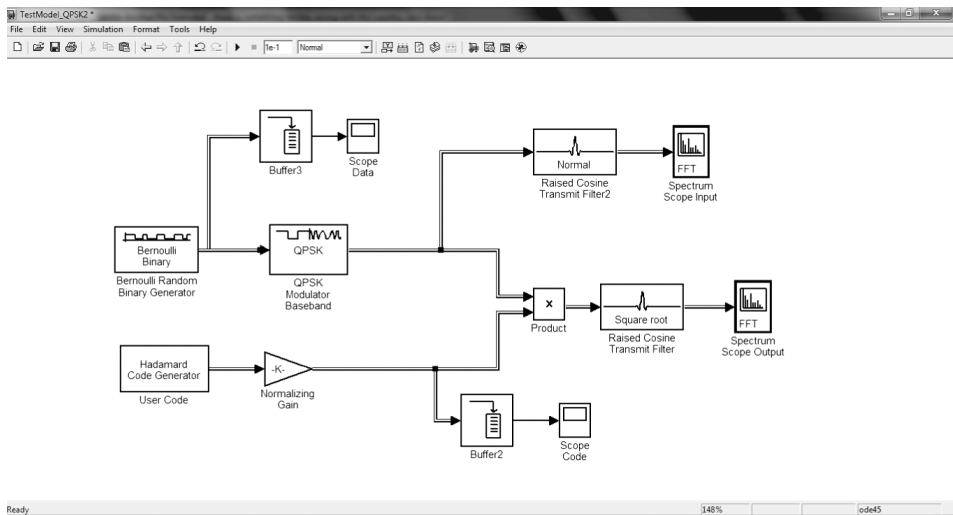 TestModel_QPSK2 *
File Edit View Simulation Format Tools Help
1e-1 Normal
Buffer3
Scope
Data
Normal
Raised Cosine
Transmit Filter2
FFT
Spectrum
Scope Input
Bernoulli
Binary
Bernoulli Random
Binary Generator
QPSK
QPSK
Modulator
Baseband
x
Product
Square root
Raised Cosine
Transmit Filter
FFT
Spectrum
Scope Output
Hadamard
Code Generator
User Code
-K-
Normalizing
Gain
Buffer2
Scope
Code
Ready 148% ode45